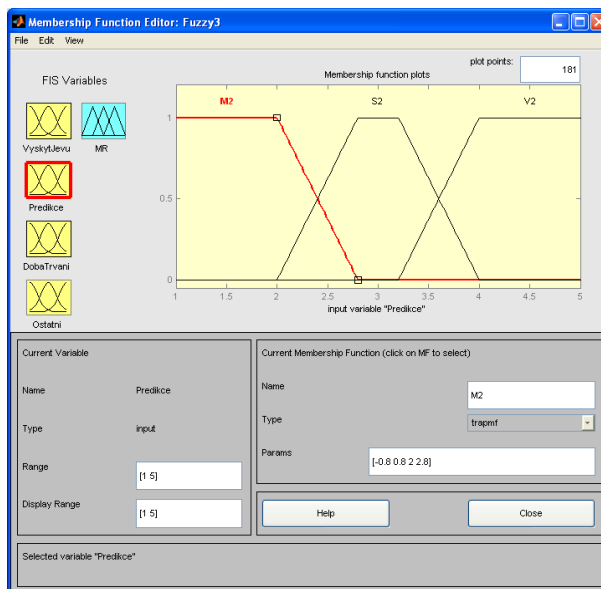 Membership Function Editor: Fuzzy3
File Edit View
FIS Variables
VyskytJevu
MR
Predikce
DobaTrvani
Ostatni
plot points:
181
Membership function plots
M2 S2 V2
1
0.5
0
1 1.5 2 2.5 3 3.5 4 4.5 5
input variable "Predikce"
Current Variable
Name Predikce
Type input
Range [1 5]
Display Range [1 5]
Current Membership Function (click on MF to select)
Name M2
Type trapmf
Params [-0.8 0.8 2 2.8]
Help Close
Selected variable "Predikce"